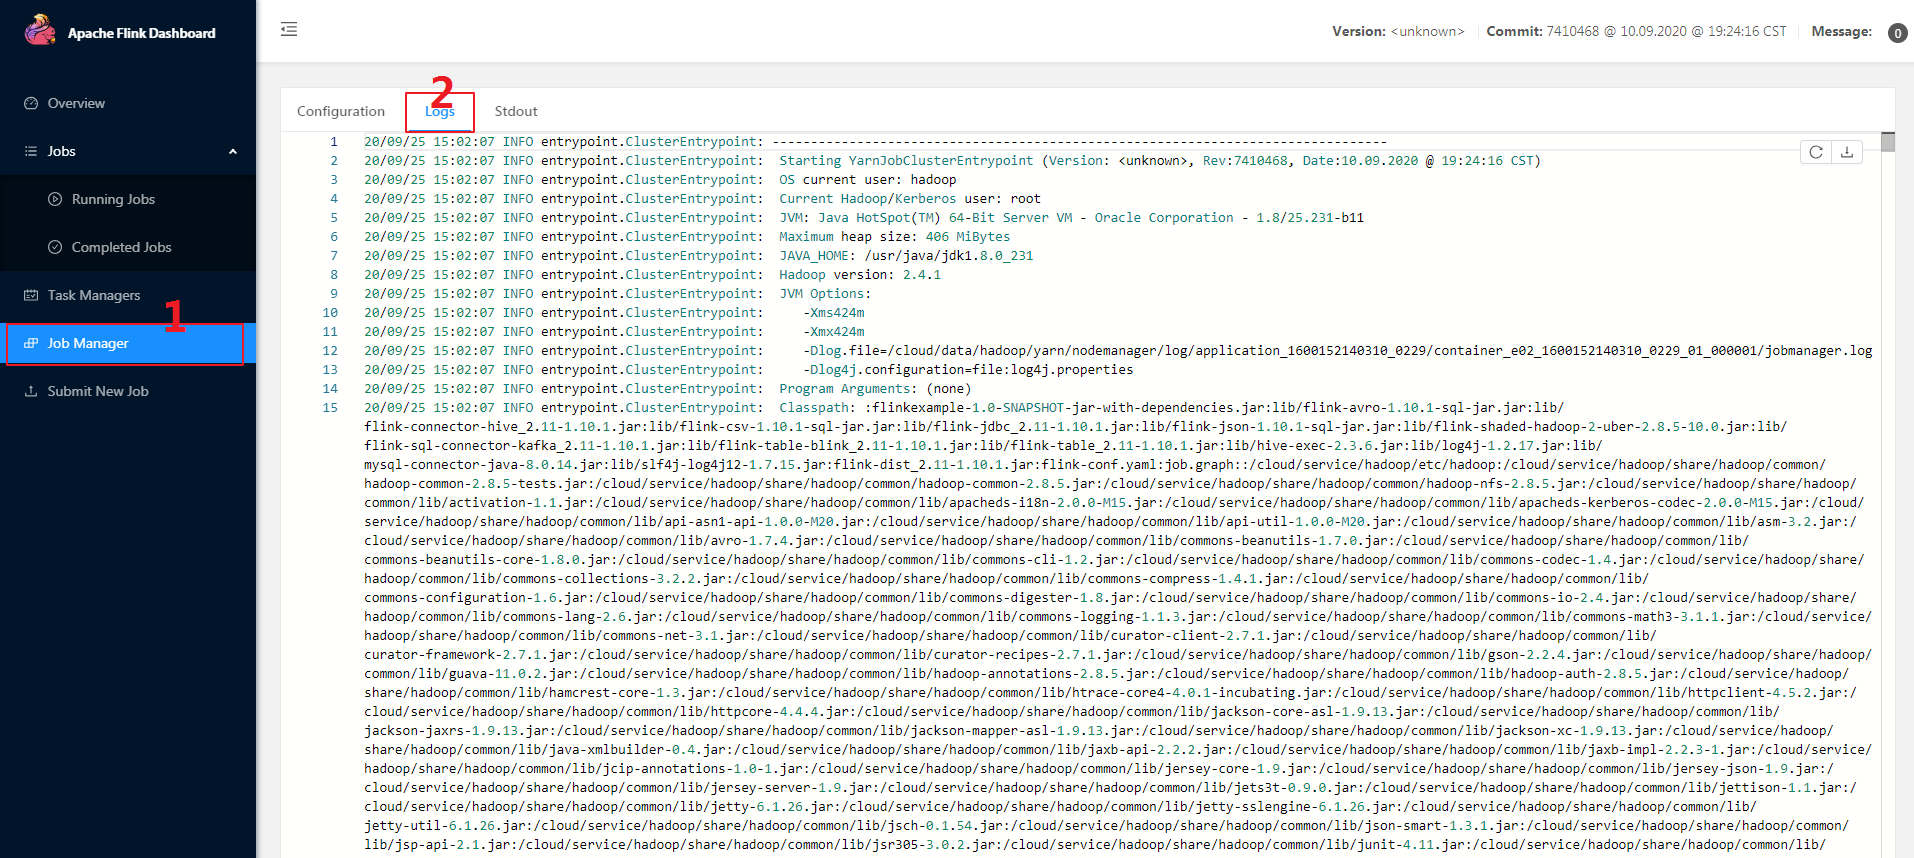 Apache Flink Dashboard
Version: <unknown> Commit: 7410468 @ 10.09.2020 @ 19:24:16 CST Message: 0
Overview
Jobs
Running Jobs
Completed Jobs
Task Managers
1
Job Manager
Submit New Job
2
Configuration Logs Stdout
1 20/09/25 15:02:07 INFO entrypoint.ClusterEntrypoint: --------------------------------------------------------------------------------
2 20/09/25 15:02:07 INFO entrypoint.ClusterEntrypoint: Starting YarnJobClusterEntrypoint (Version: <unknown>, Rev:7410468, Date:10.09.2020 @ 19:24:16 CST)
3 20/09/25 15:02:07 INFO entrypoint.ClusterEntrypoint: OS current user: hadoop
4 20/09/25 15:02:07 INFO entrypoint.ClusterEntrypoint: Current Hadoop/Kerberos user: root
5 20/09/25 15:02:07 INFO entrypoint.ClusterEntrypoint: JVM: Java HotSpot(TM) 64-Bit Server VM - Oracle Corporation - 1.8/25.231-b11
6 20/09/25 15:02:07 INFO entrypoint.ClusterEntrypoint: Maximum heap size: 406 MiBytes
7 20/09/25 15:02:07 INFO entrypoint.ClusterEntrypoint: JAVA_HOME: /usr/java/jdk1.8.0_231
8 20/09/25 15:02:07 INFO entrypoint.ClusterEntrypoint: Hadoop version: 2.4.1
9 20/09/25 15:02:07 INFO entrypoint.ClusterEntrypoint: JVM Options:
10 20/09/25 15:02:07 INFO entrypoint.ClusterEntrypoint: -Xms424m
11 20/09/25 15:02:07 INFO entrypoint.ClusterEntrypoint: -Xmx424m
12 20/09/25 15:02:07 INFO entrypoint.ClusterEntrypoint: -Dlog.file=/cloud/data/hadoop/yarn/nodemanager/log/application_1600152140310_0229/container_e02_1600152140310_0229_01_000001/jobmanager.log
13 20/09/25 15:02:07 INFO entrypoint.ClusterEntrypoint: -Dlog4j.configuration=file:log4j.properties
14 20/09/25 15:02:07 INFO entrypoint.ClusterEntrypoint: Program Arguments: (none)
15 20/09/25 15:02:07 INFO entrypoint.ClusterEntrypoint: Classpath: :flinkexample-1.0-SNAPSHOT-jar-with-dependencies.jar:lib/flink-avro-1.10.1-sql-jar.jar:lib/
flink-connector-hive_2.11-1.10.1.jar:lib/flink-csv-1.10.1-sql-jar.jar:lib/flink-jdbc_2.11-1.10.1.jar:lib/flink-json-1.10.1-sql-jar.jar:lib/flink-shaded-hadoop-2-uber-2.8.5-10.0.jar:lib/
flink-sql-connector-kafka_2.11-1.10.1.jar:lib/flink-table-blink_2.11-1.10.1.jar:lib/flink-table_2.11-1.10.1.jar:lib/hive-exec-2.3.6.jar:lib/log4j-1.2.17.jar:lib/
mysql-connector-java-8.0.14.jar:lib/slf4j-log4j12-1.7.15.jar:flink-dist_2.11-1.10.1.jar:flink-conf.yaml:job.graph::/cloud/service/hadoop/etc/hadoop:/cloud/service/hadoop/share/hadoop/common/
hadoop-common-2.8.5-tests.jar:/cloud/service/hadoop/share/hadoop/common/hadoop-common-2.8.5.jar:/cloud/service/hadoop/share/hadoop/common/hadoop-nfs-2.8.5.jar:/cloud/service/hadoop/share/hadoop/
common/lib/activation-1.1.jar:/cloud/service/hadoop/share/hadoop/common/lib/apacheds-i18n-2.0.0-M15.jar:/cloud/service/hadoop/share/hadoop/common/lib/apacheds-kerberos-codec-2.0.0-M15.jar:/cloud/
service/hadoop/share/hadoop/common/lib/api-asn1-api-1.0.0-M20.jar:/cloud/service/hadoop/share/hadoop/common/lib/api-util-1.0.0-M20.jar:/cloud/service/hadoop/share/hadoop/common/lib/asm-3.2.jar:/
cloud/service/hadoop/share/hadoop/common/lib/avro-1.7.4.jar:/cloud/service/hadoop/share/hadoop/common/lib/commons-beanutils-1.7.0.jar:/cloud/service/hadoop/share/hadoop/common/lib/
commons-beanutils-core-1.8.0.jar:/cloud/service/hadoop/share/hadoop/common/lib/commons-cli-1.2.jar:/cloud/service/hadoop/share/hadoop/common/lib/commons-codec-1.4.jar:/cloud/service/hadoop/share/
hadoop/common/lib/commons-collections-3.2.2.jar:/cloud/service/hadoop/share/hadoop/common/lib/commons-compress-1.4.1.jar:/cloud/service/hadoop/share/hadoop/common/lib/
commons-configuration-1.6.jar:/cloud/service/hadoop/share/hadoop/common/lib/commons-digester-1.8.jar:/cloud/service/hadoop/share/hadoop/common/lib/commons-io-2.4.jar:/cloud/service/hadoop/share/
hadoop/common/lib/commons-lang-2.6.jar:/cloud/service/hadoop/share/hadoop/common/lib/commons-logging-1.1.3.jar:/cloud/service/hadoop/share/hadoop/common/lib/commons-math3-3.1.1.jar:/cloud/service/
hadoop/share/hadoop/common/lib/commons-net-3.1.jar:/cloud/service/hadoop/share/hadoop/common/lib/curator-client-2.7.1.jar:/cloud/service/hadoop/share/hadoop/common/lib/
curator-framework-2.7.1.jar:/cloud/service/hadoop/share/hadoop/common/lib/curator-recipes-2.7.1.jar:/cloud/service/hadoop/share/hadoop/common/lib/gson-2.2.4.jar:/cloud/service/hadoop/share/hadoop/
common/lib/guava-11.0.2.jar:/cloud/service/hadoop/share/hadoop/common/lib/hadoop-annotations-2.8.5.jar:/cloud/service/hadoop/share/hadoop/common/lib/hadoop-auth-2.8.5.jar:/cloud/service/hadoop/
share/hadoop/common/lib/hamcrest-core-1.3.jar:/cloud/service/hadoop/share/hadoop/common/lib/htrace-core4-4.0.1-incubating.jar:/cloud/service/hadoop/share/hadoop/common/lib/httpclient-4.5.2.jar:/
cloud/service/hadoop/share/hadoop/common/lib/httpcore-4.4.4.jar:/cloud/service/hadoop/share/hadoop/common/lib/jackson-core-asl-1.9.13.jar:/cloud/service/hadoop/share/hadoop/common/lib/
jackson-jaxrs-1.9.13.jar:/cloud/service/hadoop/share/hadoop/common/lib/jackson-mapper-asl-1.9.13.jar:/cloud/service/hadoop/share/hadoop/common/lib/jackson-xc-1.9.13.jar:/cloud/service/hadoop/
share/hadoop/common/lib/java-xmlbuilder-0.4.jar:/cloud/service/hadoop/share/hadoop/common/lib/jaxb-api-2.2.2.jar:/cloud/service/hadoop/share/hadoop/common/lib/jaxb-impl-2.2.3-1.jar:/cloud/service/
hadoop/share/hadoop/common/lib/jcip-annotations-1.0-1.jar:/cloud/service/hadoop/share/hadoop/common/lib/jersey-core-1.9.jar:/cloud/service/hadoop/share/hadoop/common/lib/jersey-json-1.9.jar:/
cloud/service/hadoop/share/hadoop/common/lib/jersey-server-1.9.jar:/cloud/service/hadoop/share/hadoop/common/lib/jets3t-0.9.0.jar:/cloud/service/hadoop/share/hadoop/common/lib/jettison-1.1.jar:/
cloud/service/hadoop/share/hadoop/common/lib/jetty-6.1.26.jar:/cloud/service/hadoop/share/hadoop/common/lib/jetty-sslengine-6.1.26.jar:/cloud/service/hadoop/share/hadoop/common/lib/
jetty-util-6.1.26.jar:/cloud/service/hadoop/share/hadoop/common/lib/jsch-0.1.54.jar:/cloud/service/hadoop/share/hadoop/common/lib/json-smart-1.3.1.jar:/cloud/service/hadoop/share/hadoop/common/
lib/jsp-api-2.1.jar:/cloud/service/hadoop/share/hadoop/common/lib/jsr305-3.0.2.jar:/cloud/service/hadoop/share/hadoop/common/lib/junit-4.11.jar:/cloud/service/hadoop/share/hadoop/common/lib/